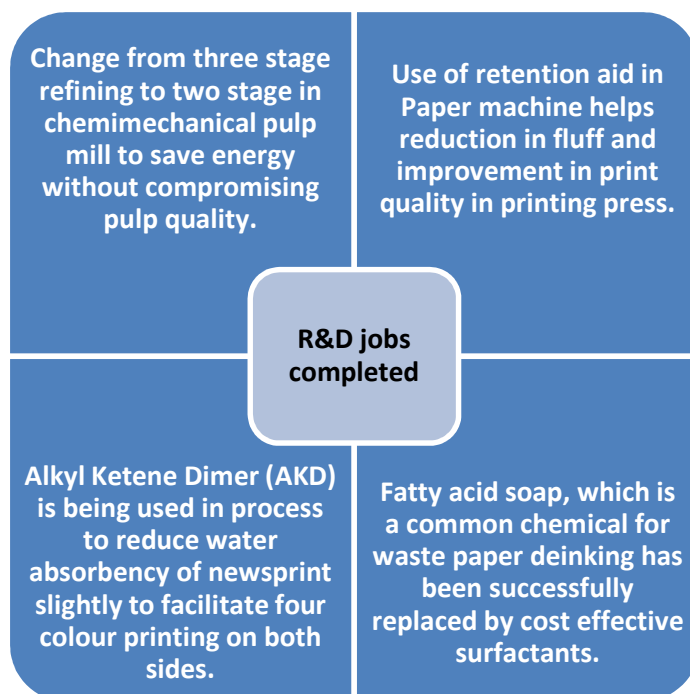 Change from three stage
refining to two stage in
chemimechanical pulp
mill to save energy
without compromising
pulp quality.
Use of retention aid in
Paper machine helps
reduction in fluff and
improvement in print
quality in printing press.
R&D jobs
completed
Alkyl Ketene Dimer (AKD)
is being used in process
to reduce water
absorbency of newsprint
slightly to facilitate four
colour printing on both
sides.
Fatty acid soap, which is
a common chemical for
waste paper deinking has
been successfully
replaced by cost effective
surfactants.